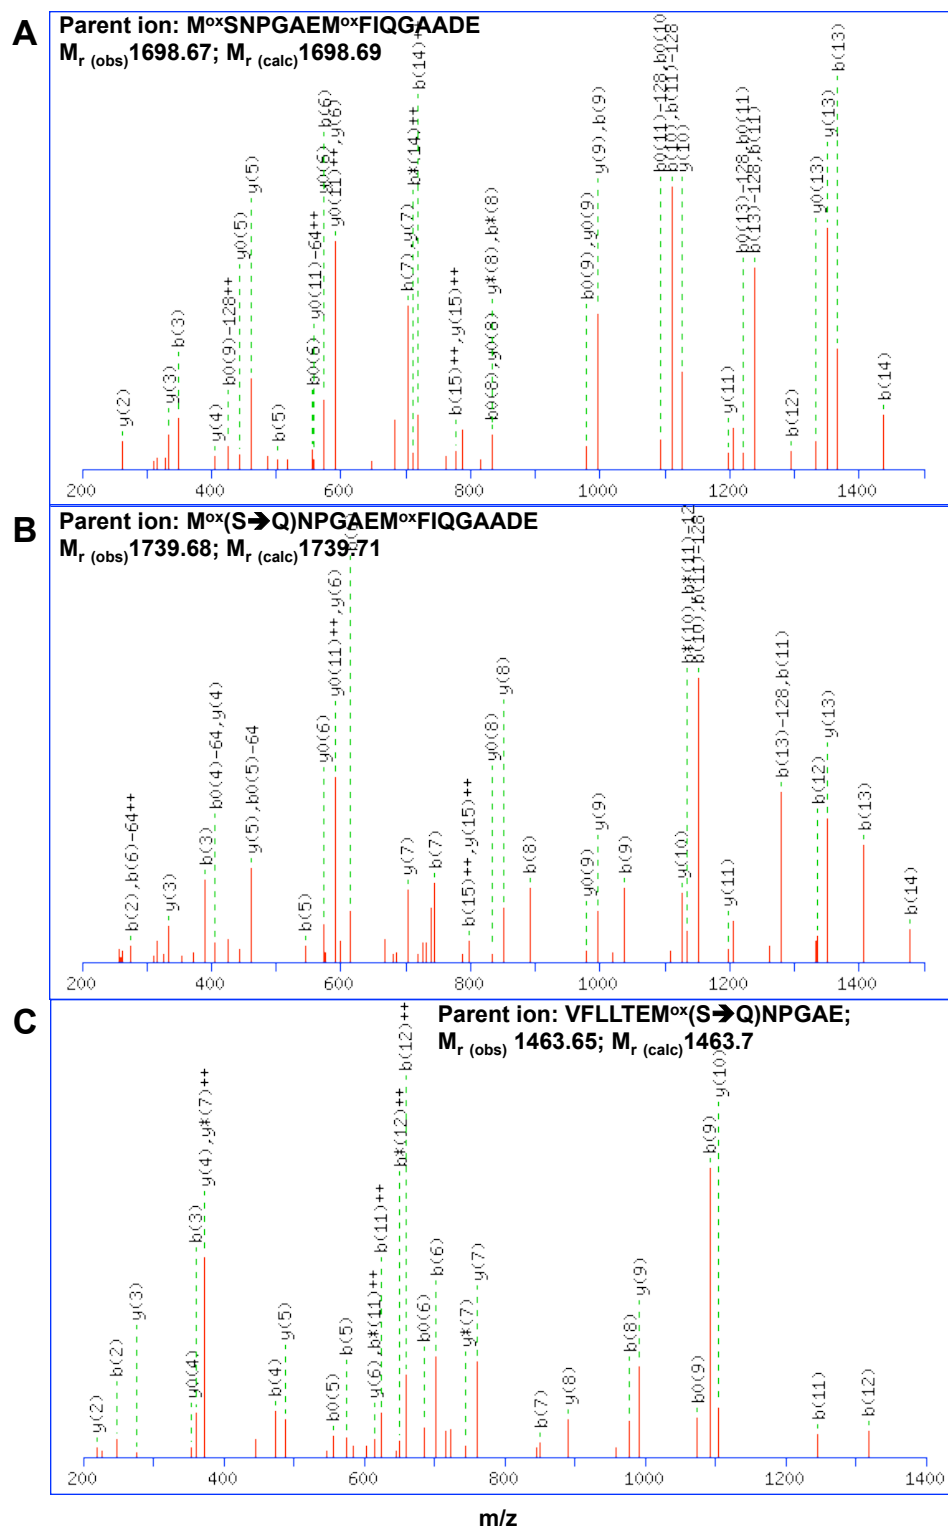 A
Parent ion: MᵒˣSNPGAEMᵒˣFIQGAADE
Mr (obs)1698.67; Mr (calc)1698.69
y(2)
y(3)
b(3)
y(4)
b0(9)-128++
y0(5)
y(5)
b(5)
b0(6)
y0(11)-64++
y0(6), b(6)
y0(11)++,y(6)
b(7),y(7)
b*(14)++
b(14)++
b(15)++,y(15)++
b0(8),y0(8)
y*(8),b*(8)
b0(9),y0(9)
y(9),b(9)
b0(11)-128,b0(10)
b(10),b(11)-128
y(10)
y(11)
b0(13)-128,b0(11)
b(13)-128,b(11)
b(12)
y0(13)
y(13)
b(13)
b(14)
200 400 600 800 1000 1200 1400
B
Parent ion: Mᵒˣ(S➔Q)NPGAEMᵒˣFIQGAADE
Mr (obs)1739.68; Mr (calc)1739.71
b(2),b(6)-64++
y(3)
b(3)
b0(4)-64,y(4)
y(5),b0(5)-64
b(5)
y0(6)
y0(11)++,y(6)
b(6)
y(7)
b(7)
b(15)++,y(15)++
y0(8)
y(8)
b(8)
y0(9)
y(9)
b(9)
y(10)
b*(10),b*(11)-12
b(10),b(11)-128
y(11)
b(13)-128,b(11)
b(12)
y(13)
b(13)
b(14)
200 400 600 800 1000 1200 1400
C
Parent ion: VFLLTEMᵒˣ(S➔Q)NPGAE;
Mr (obs) 1463.65; Mr (calc)1463.7
y(2)
b(2)
y(3)
y0(4)
b(3)
y(4),y*(7)++
b(4)
y(5)
b0(5)
b(5)
y(6),b*(11)++
b(11)++
b*(12)++
b(12)++
b0(6)
b(6)
y*(7)
y(7)
b(7)
y(8)
b(8)
y(9)
b0(9)
b(9)
y(10)
b(11)
b(12)
200 400 600 800 1000 1200 1400
m/z